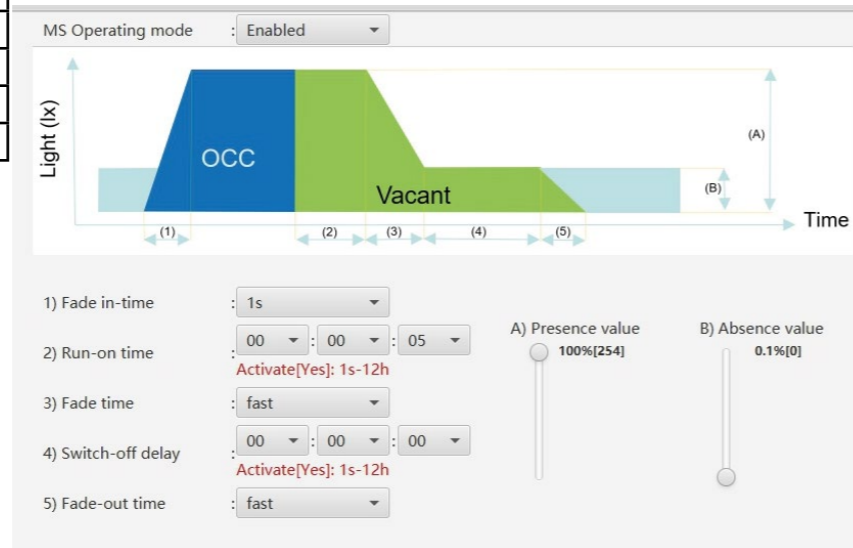 MS Operating mode : Enabled
Light (lx)
OCC
Vacant
(A)
(B)
Time
(1) (2) (3) (4) (5)
1) Fade in-time : 1s
2) Run-on time : 00 : 00 : 05
Activate[Yes]: 1s-12h
3) Fade time : fast
4) Switch-off delay : 00 : 00 : 00
Activate[Yes]: 1s-12h
5) Fade-out time : fast
A) Presence value
100%[254]
B) Absence value
0.1%[0]